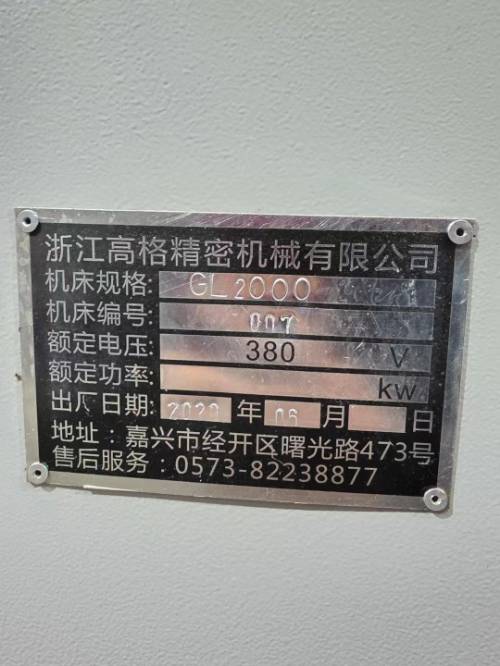 浙江高格精密机械有限公司
机床规格: GL2000
机床编号: 007
额定电压: 380 V
额定功率: kw
出厂日期: 2020 年 06 月 日
地址：嘉兴市经开区曙光路473号
售后服务：0573-82238877